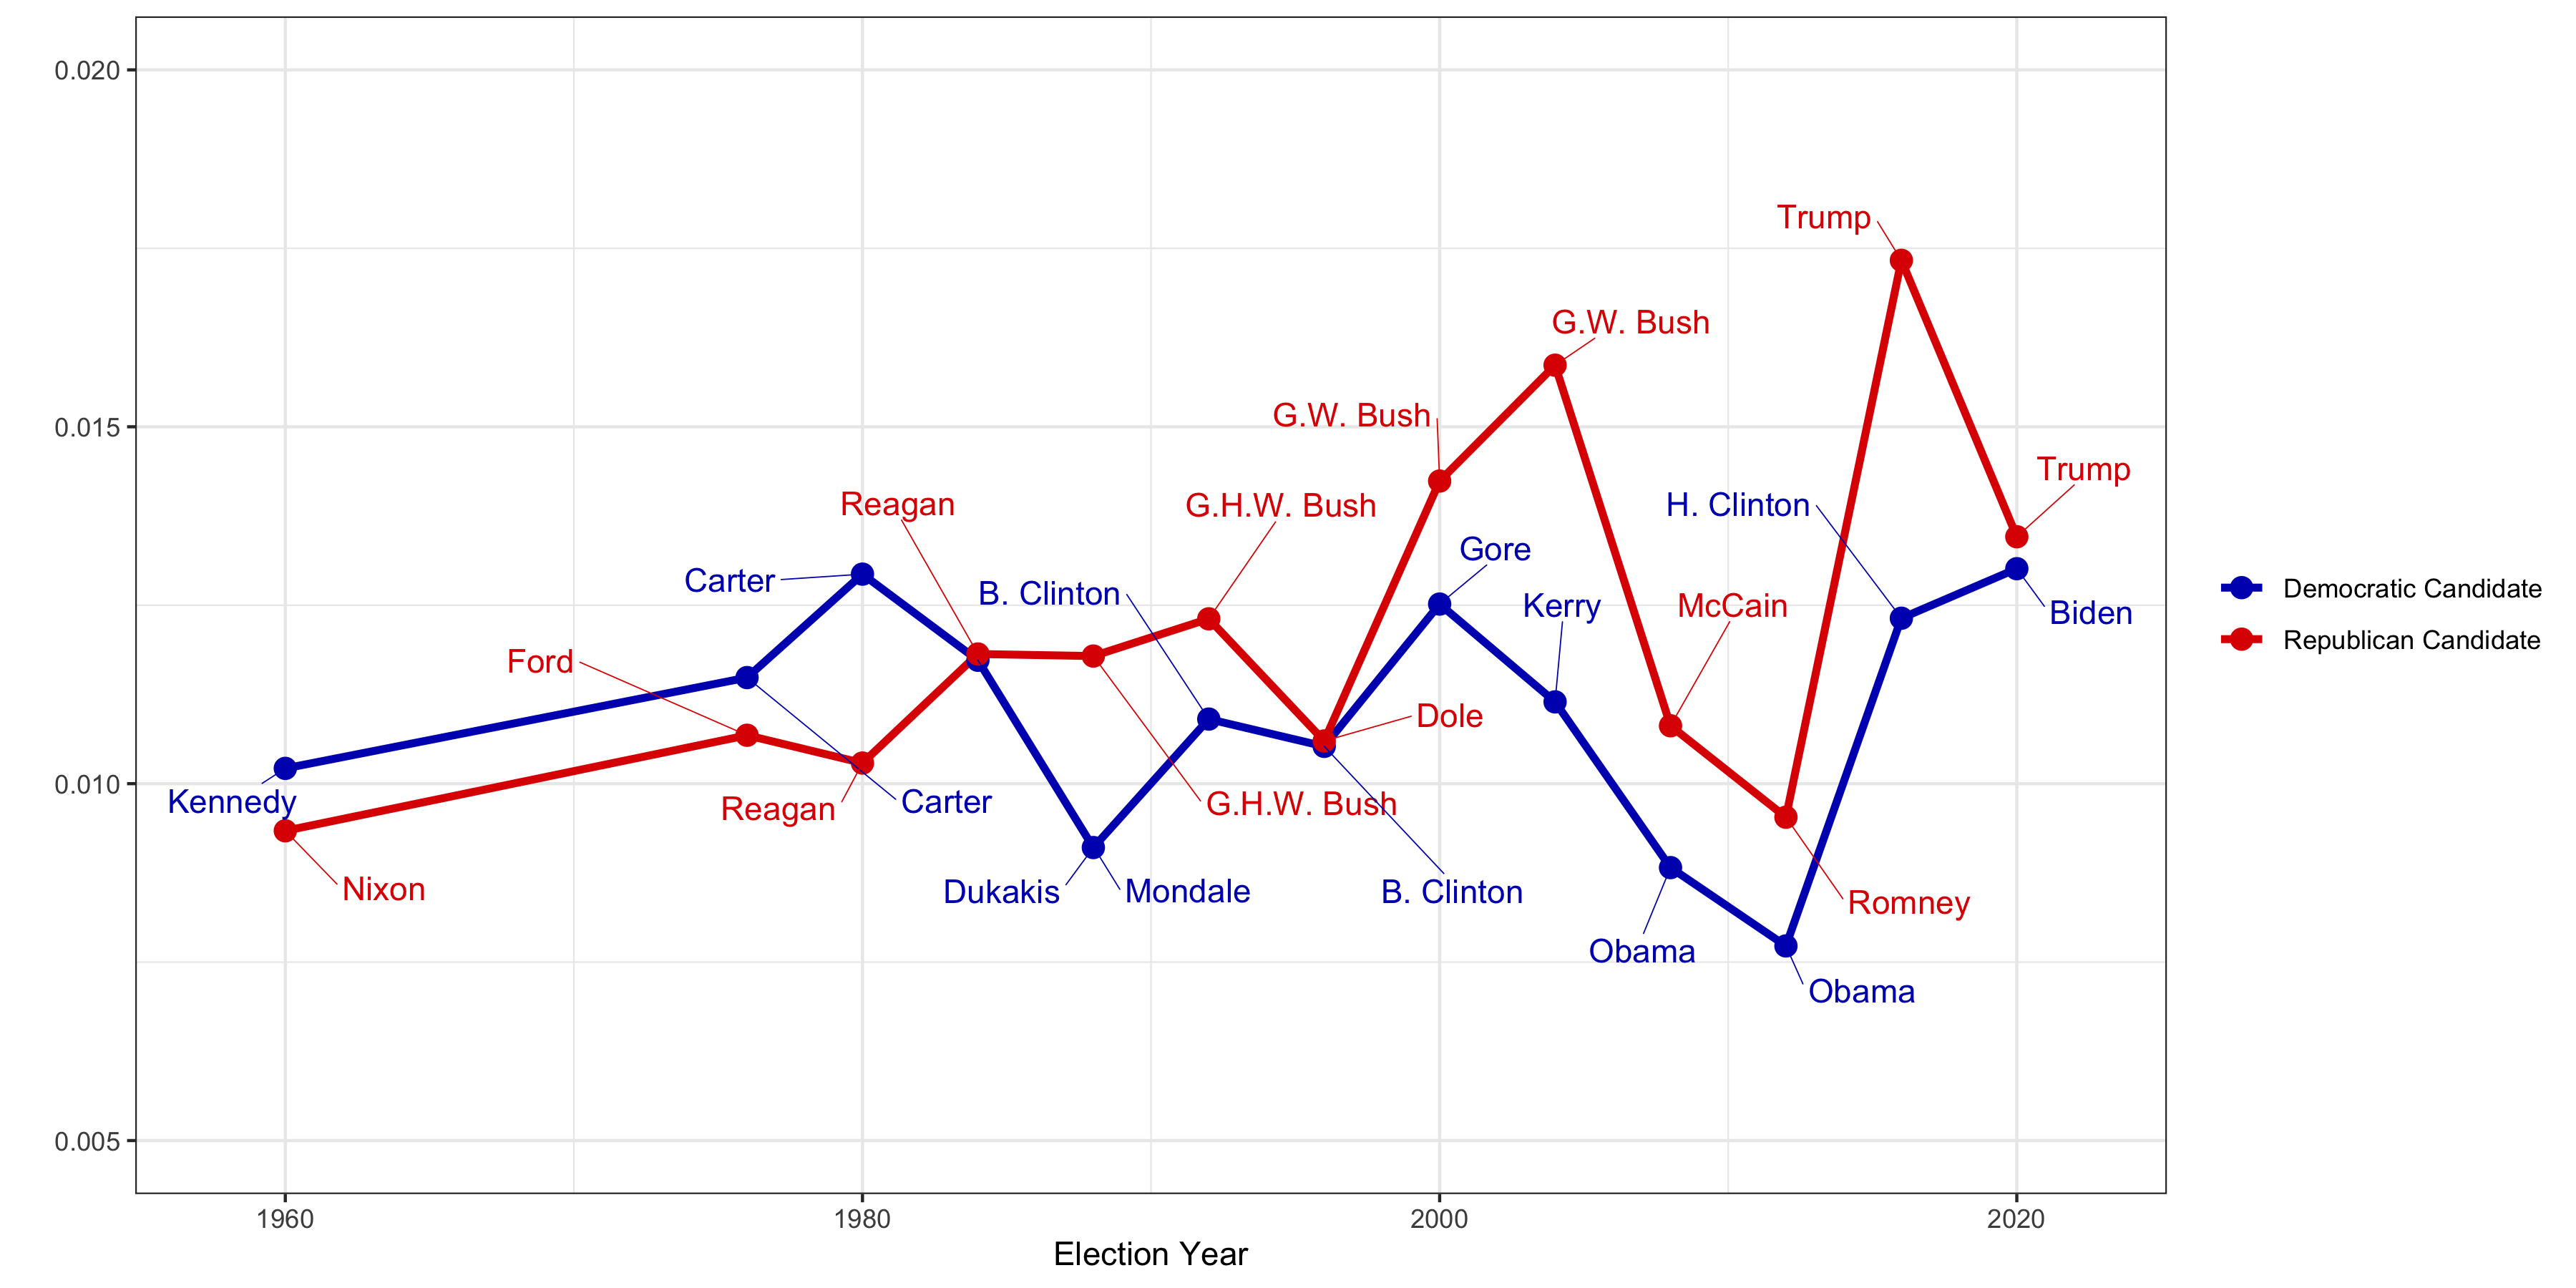 0.020
Trump
G.W. Bush
G.W. Bush
0.015
Trump
Reagan
G.H.W. Bush
H. Clinton
Gore
Carter
B. Clinton
Kerry
McCain
Biden
Democratic Candidate
Republican Candidate
Ford
Dole
0.010
Kennedy
Reagan
Carter
G.H.W. Bush
Nixon
Dukakis
Mondale
B. Clinton
Romney
Obama
Obama
0.005
1960
1980
2000
2020
Election Year